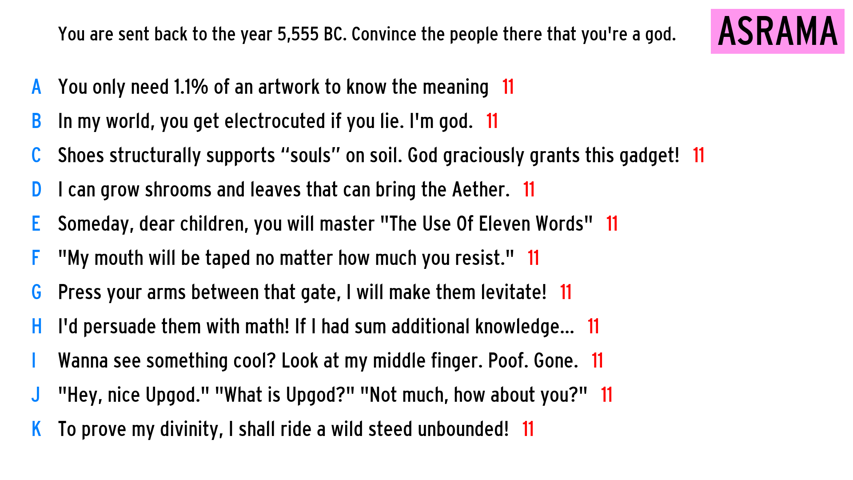 You are sent back to the year 5,555 BC. Convince the people there that you're a god.
ASRAMA
A You only need 1.1% of an artwork to know the meaning 11
B In my world, you get electrocuted if you lie. I'm god. 11
C Shoes structurally supports “souls” on soil. God graciously grants this gadget! 11
D I can grow shrooms and leaves that can bring the Aether. 11
E Someday, dear children, you will master "The Use Of Eleven Words" 11
F "My mouth will be taped no matter how much you resist." 11
G Press your arms between that gate, I will make them levitate! 11
H I'd persuade them with math! If I had sum additional knowledge... 11
I Wanna see something cool? Look at my middle finger. Poof. Gone. 11
J "Hey, nice Upgod." "What is Upgod?" "Not much, how about you?" 11
K To prove my divinity, I shall ride a wild steed unbounded! 11